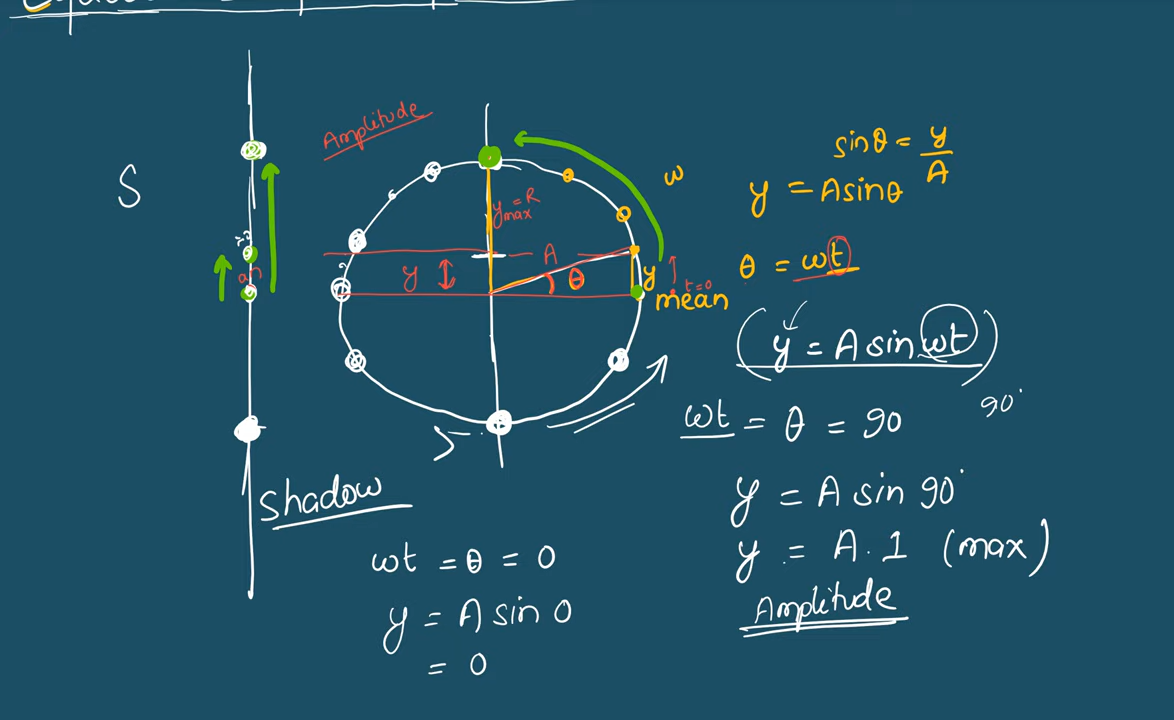 S
Amplitude
y max = R
A
θ
y
y
ω
t=0
mean
sinθ = y/A
y = A sinθ
θ = ωt
(y = A sin ωt)
90°
ωt = θ = 90
y = A sin 90°
y = A . 1 (max)
Amplitude
Shadow
ωt = θ = 0
y = A sin 0
= 0